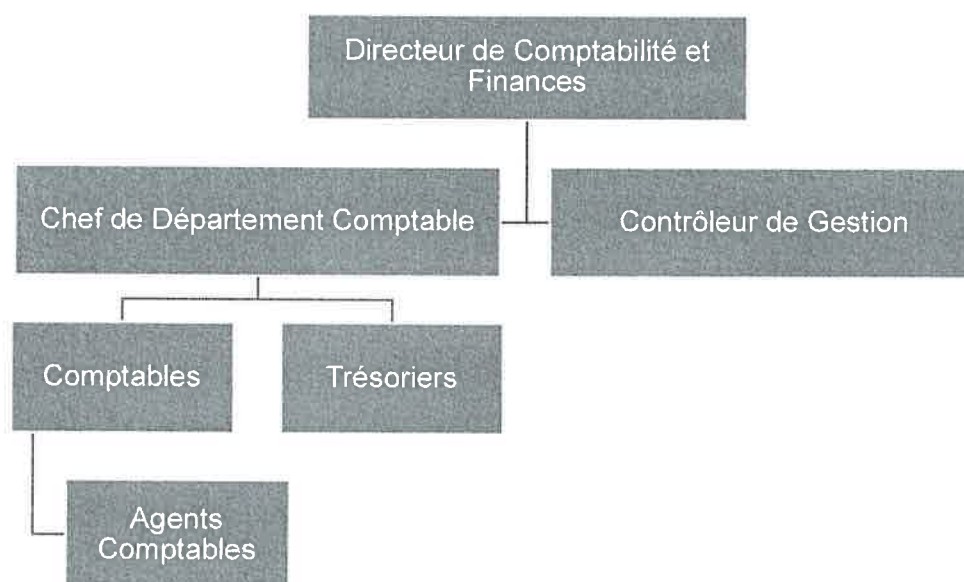 Directeur de Comptabilité et
Finances
Chef de Département Comptable
Contrôleur de Gestion
Comptables
Trésoriers
Agents
Comptables